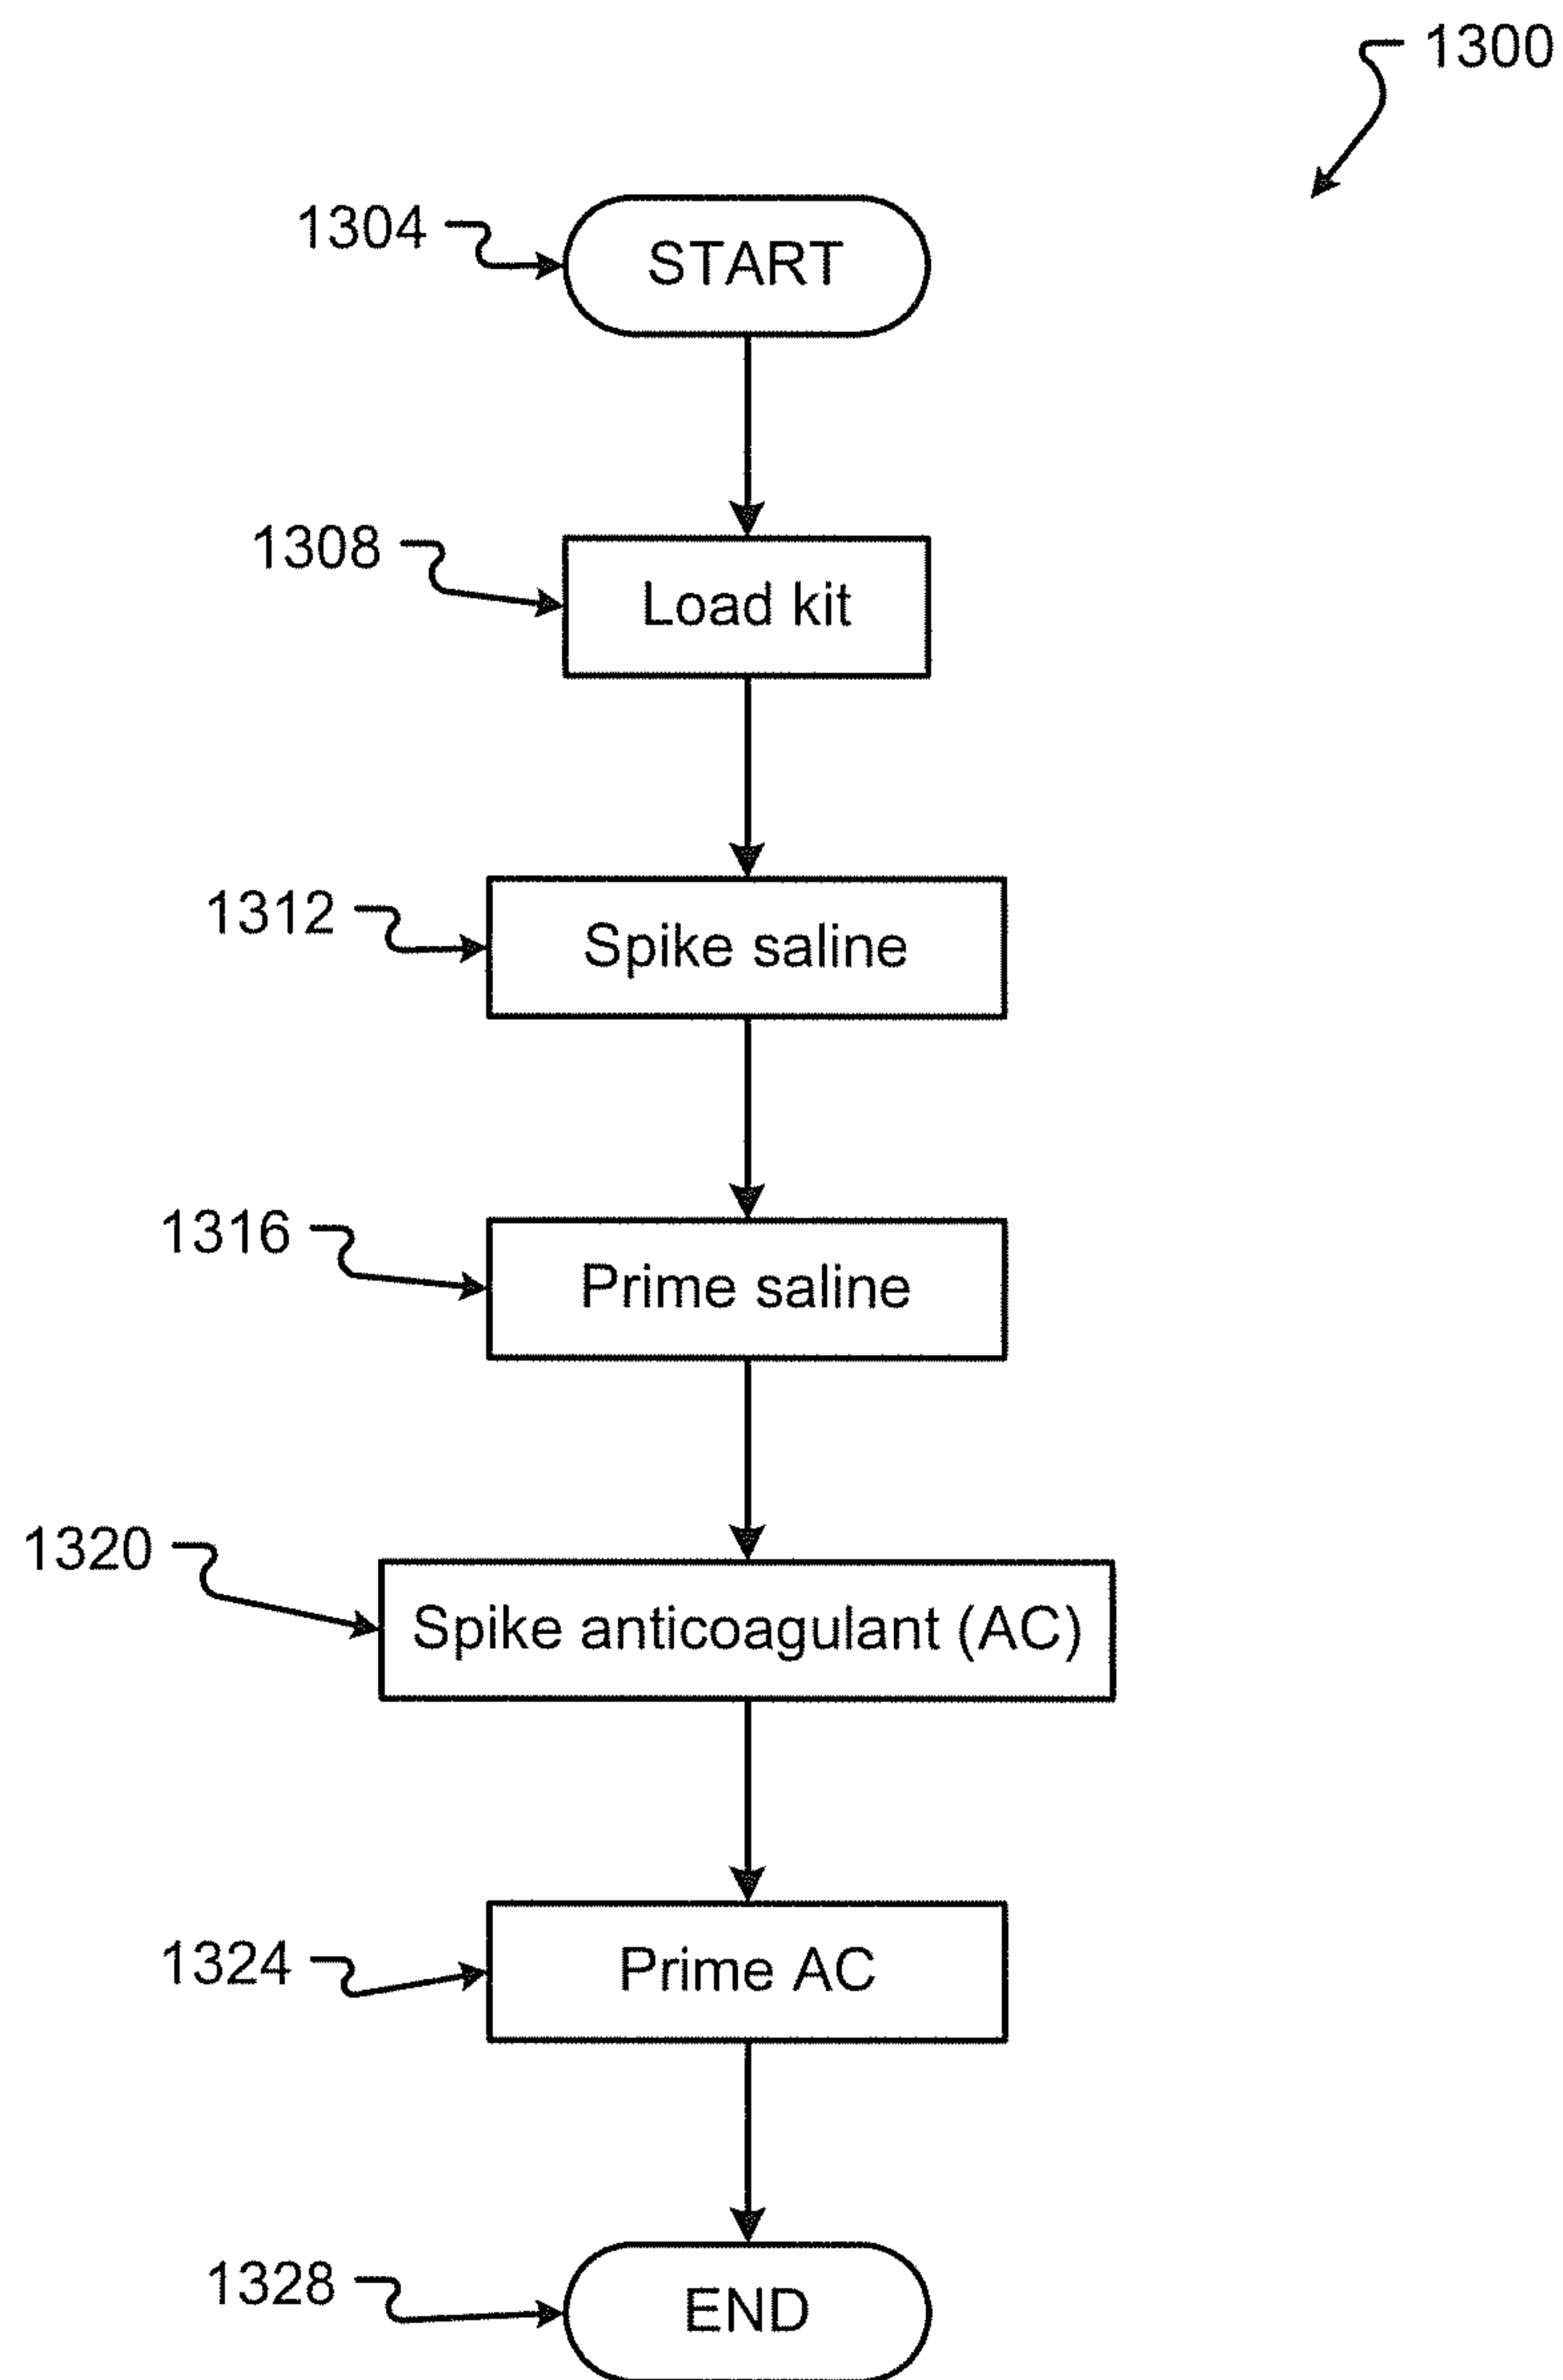 1300
1304
START
1308
Load kit
1312
Spike saline
1316
Prime saline
1320
Spike anticoagulant (AC)
1324
Prime AC
1328
END